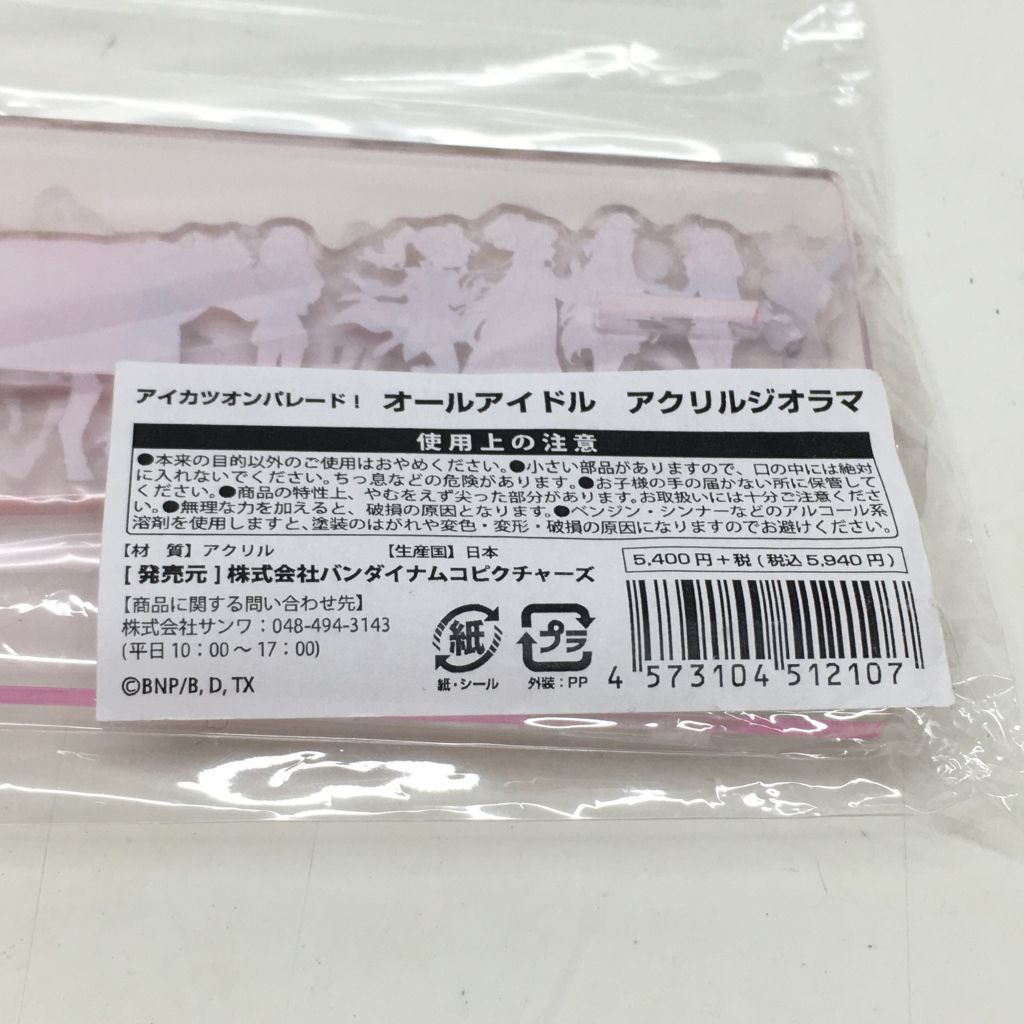 アイカツオンパレード！ オールアイドル アクリルジオラマ
使用上の注意
●本来の目的以外のご使用はおやめください。●小さい部品がありますので、口の中には絶対
に入れないでください。ちっ息などの危険があります。●お子様の手の届かない所に保管して
ください。●商品の特性上、やむをえず尖った部分があります。お取扱いには十分ご注意くださ
い。●無理な力を加えると、破損の原因となります。●ベンジン・シンナーなどのアルコール系
溶剤を使用しますと、塗装のはがれや変色・変形・破損の原因になりますのでお避けください。
【材 質】アクリル 【生産国】日本
5,400円＋税（税込5,940円）
[ 発売元 ] 株式会社バンダイナムコピクチャーズ
【商品に関する問い合わせ先】
株式会社サンワ：048-494-3143
(平日 10：00 ～ 17：00)
©BNP/B, D, TX
紙
紙・シール
プラ
外装：PP
4 573104 512107